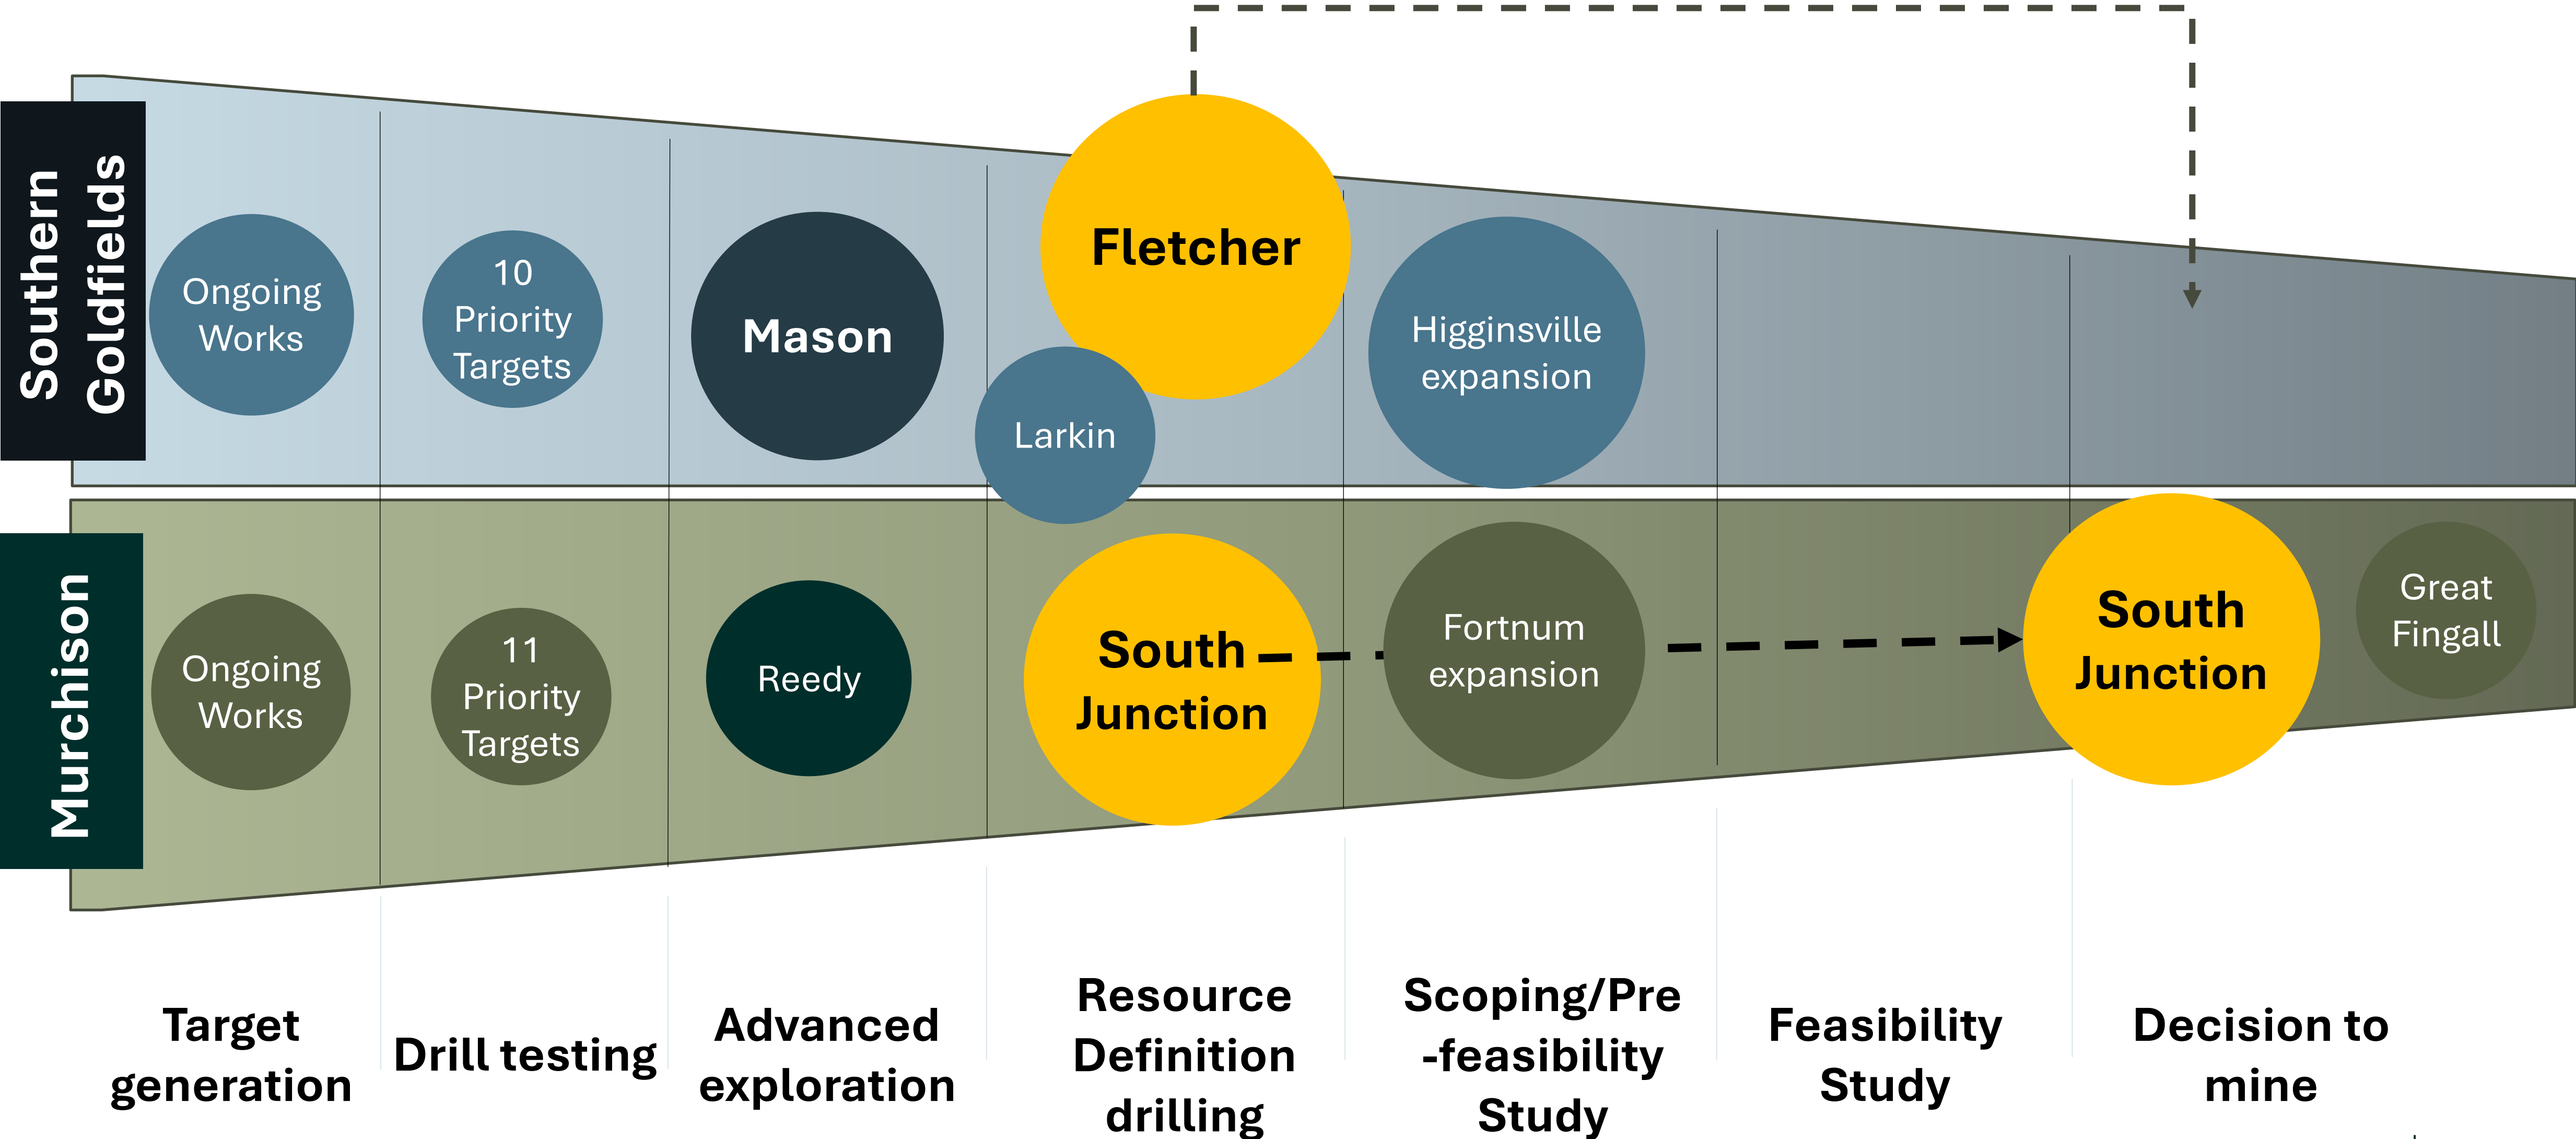 Southern
Goldfields
Ongoing
Works
10
Priority
Targets
Mason
Fletcher
Larkin
Higginsville
expansion
Murchison
Ongoing
Works
11
Priority
Targets
Reedy
South
Junction
Fortnum
expansion
South
Junction
Great
Fingall
Target
generation
Drill testing
Advanced
exploration
Resource
Definition
drilling
Scoping/Pre
-feasibility
Study
Feasibility
Study
Decision to
mine